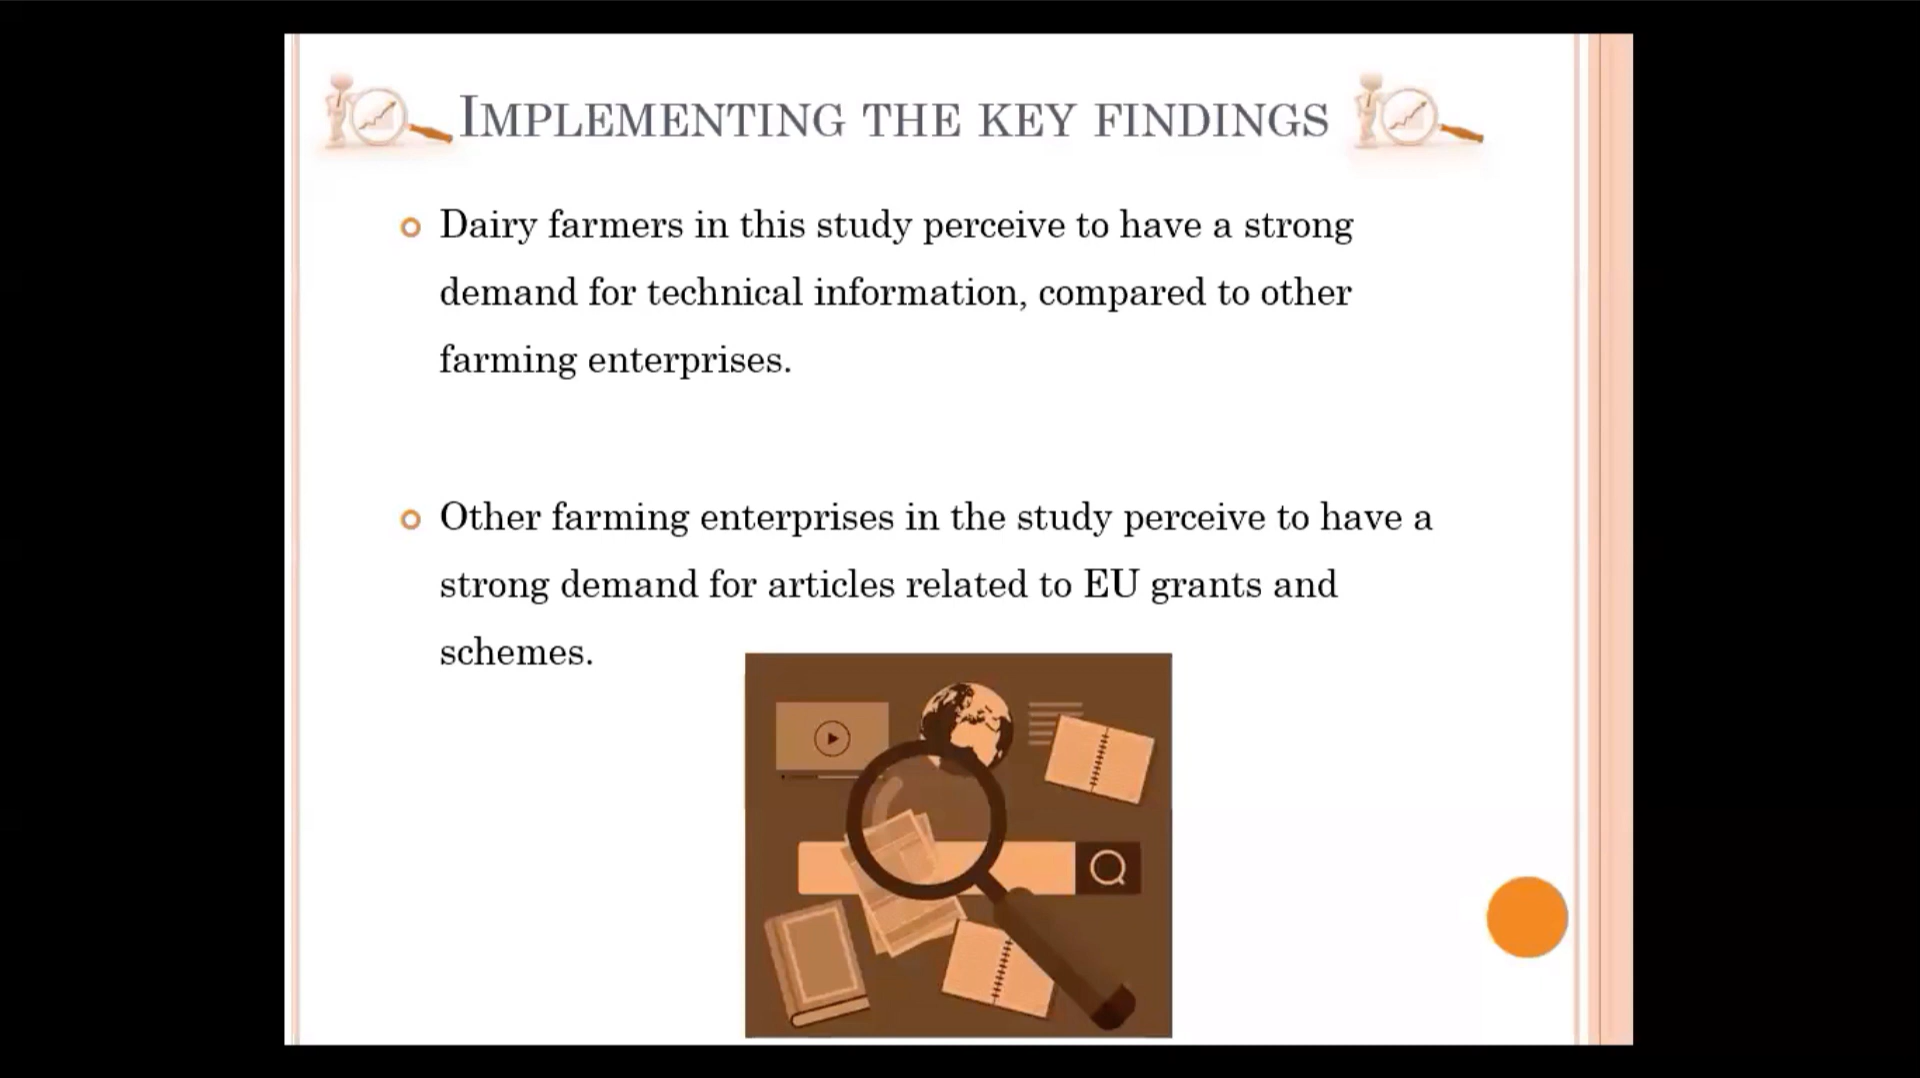 IMPLEMENTING THE KEY FINDINGS
Dairy farmers in this study perceive to have a strong
demand for technical information, compared to other
farming enterprises.
Other farming enterprises in the study perceive to have a
strong demand for articles related to EU grants and
schemes.